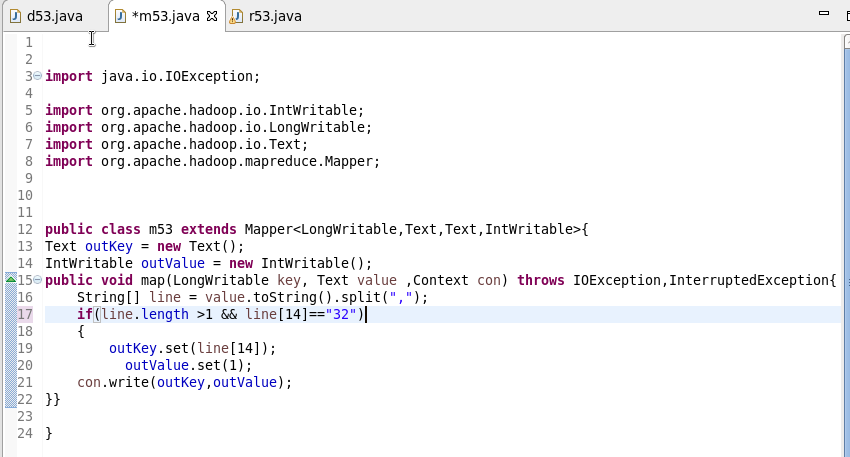 d53.java *m53.java r53.java
1
2
3 import java.io.IOException;
4
5 import org.apache.hadoop.io.IntWritable;
6 import org.apache.hadoop.io.LongWritable;
7 import org.apache.hadoop.io.Text;
8 import org.apache.hadoop.mapreduce.Mapper;
9
10
11
12 public class m53 extends Mapper<LongWritable,Text,Text,IntWritable>{
13 Text outKey = new Text();
14 IntWritable outValue = new IntWritable();
15 public void map(LongWritable key, Text value ,Context con) throws IOException,InterruptedException{
16     String[] line = value.toString().split(",");
17     if(line.length >1 && line[14]=="32")
18     {
19         outKey.set(line[14]);
20           outValue.set(1);
21     con.write(outKey,outValue);
22 }}
23
24 }